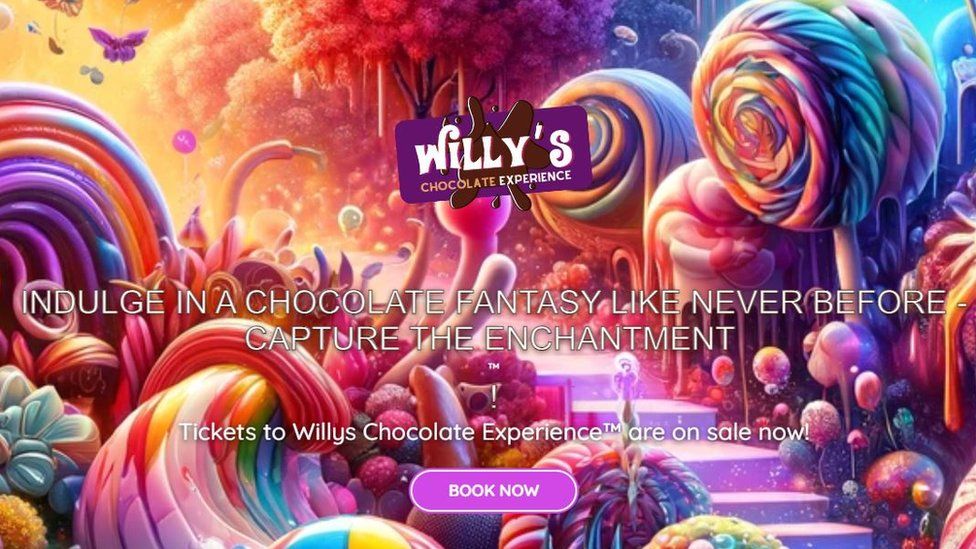 WILLY'S
CHOCOLATE EXPERIENCE
INDULGE IN A CHOCOLATE FANTASY LIKE NEVER BEFORE -
CAPTURE THE ENCHANTMENT
™
!
Tickets to Willys Chocolate Experience™ are on sale now!
BOOK NOW